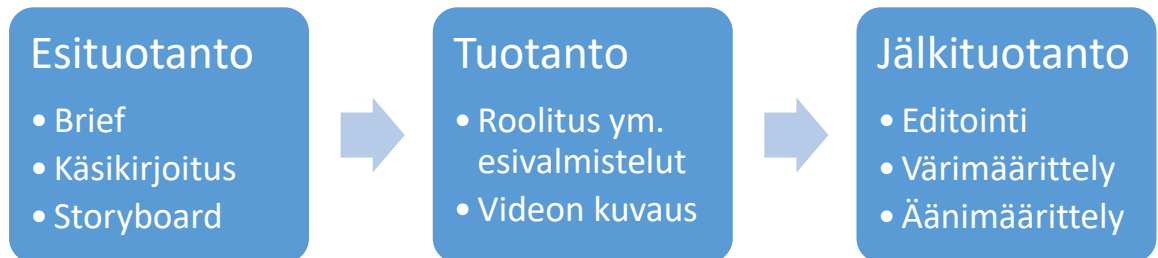 Esituotanto
• Brief
• Käsikirjoitus
• Storyboard
Tuotanto
• Roolitus ym.
esivalmistelut
• Videon kuvaus
Jälkituotanto
• Editointi
• Värimäärittely
• Äänimäärittely